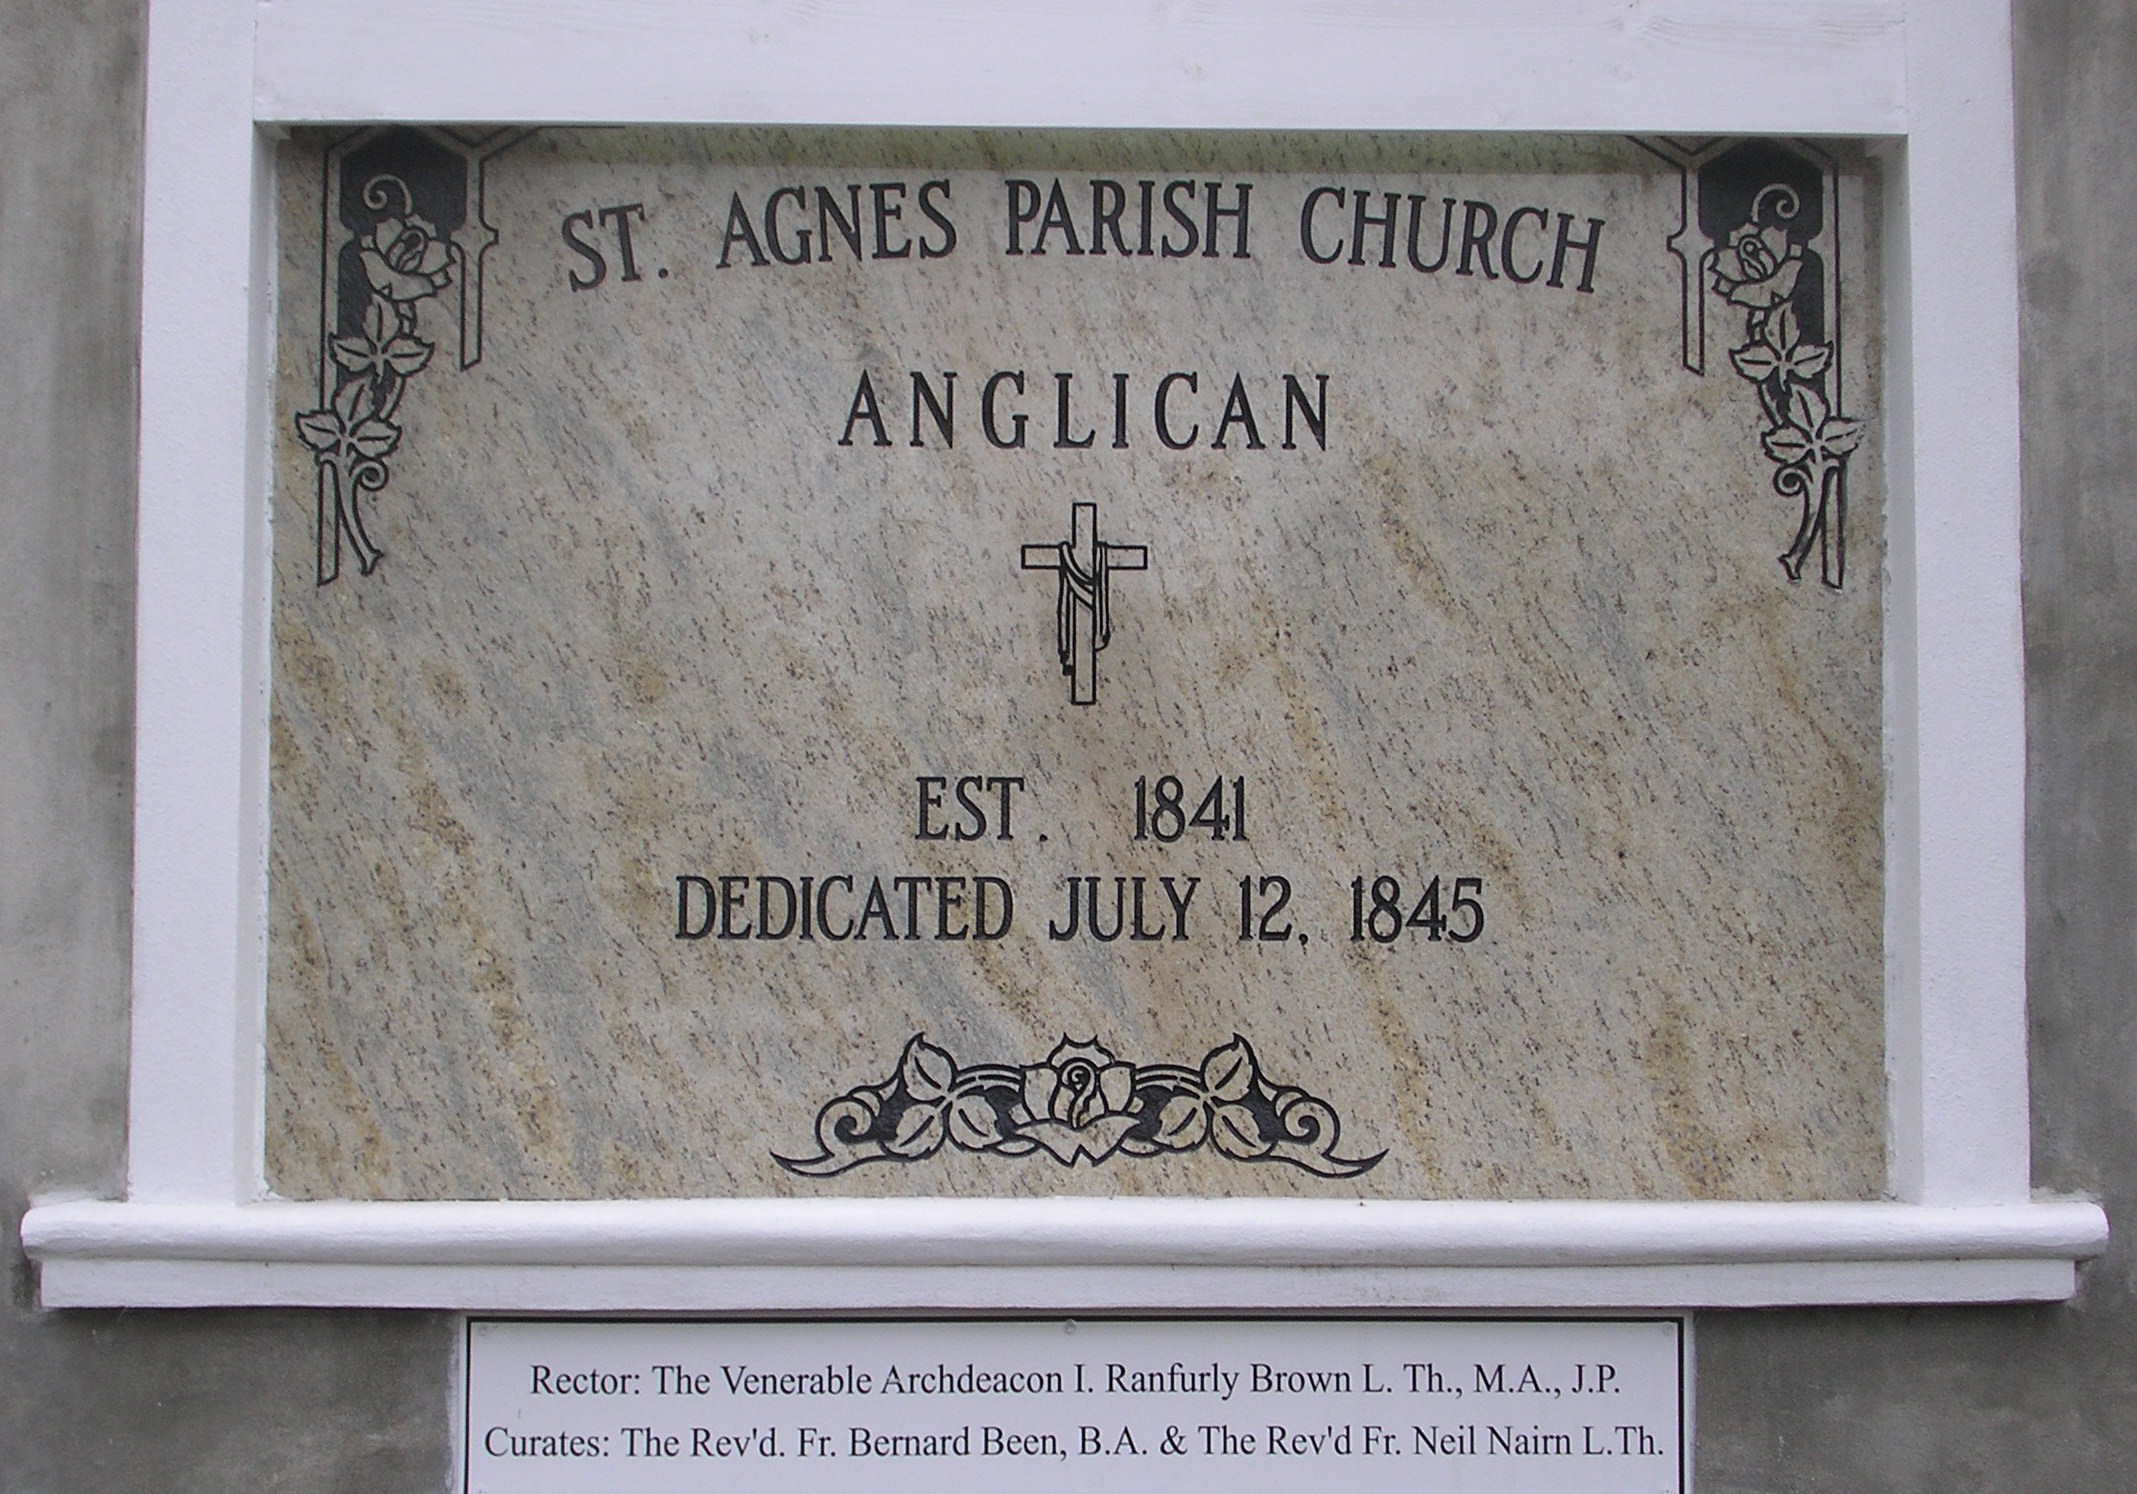 ST. AGNES PARISH CHURCH
ANGLICAN
EST. 1841
DEDICATED JULY 12, 1845
Rector: The Venerable Archdeacon I. Ranfurly Brown L. Th., M.A., J.P.
Curates: The Rev'd. Fr. Bernard Been, B.A. & The Rev'd Fr. Neil Nairn L.Th.